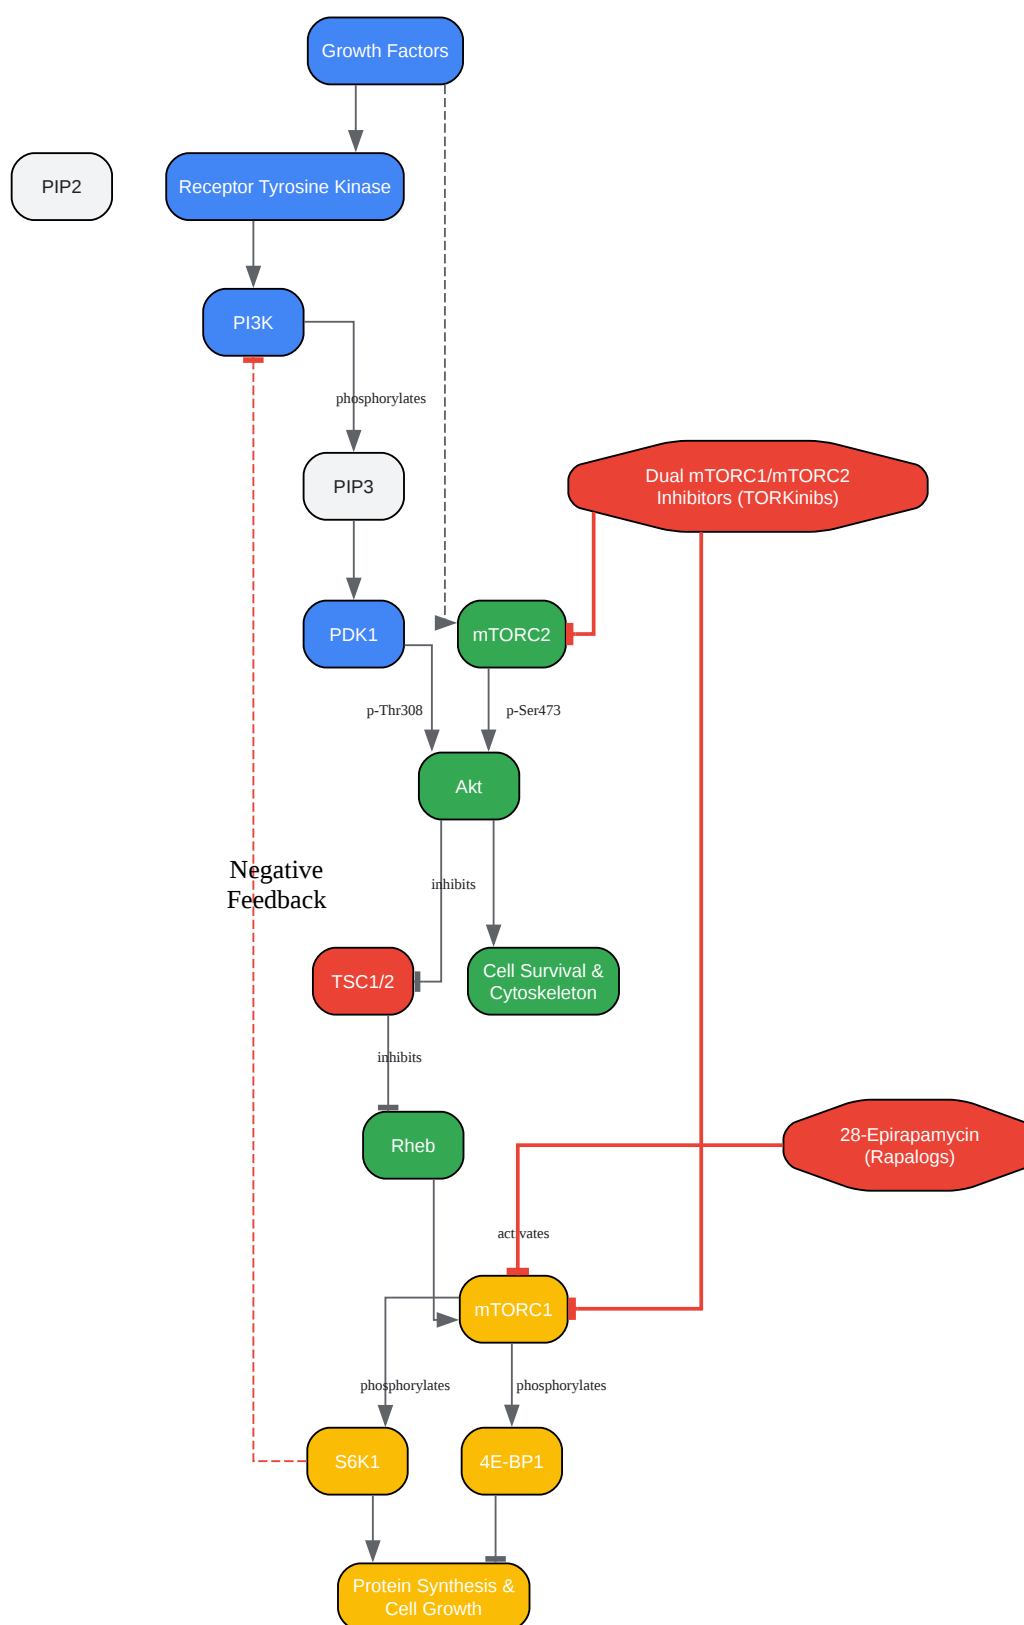 Growth Factors
PIP2
Receptor Tyrosine Kinase
PI3K
phosphorylates
PIP3
Dual mTORC1/mTORC2
Inhibitors (TORKinibs)
PDK1
mTORC2
p-Thr308
p-Ser473
Akt
Negative
Feedback
inhibits
TSC1/2
Cell Survival &
Cytoskeleton
inhibits
Rheb
28-Epirapamycin
(Rapalogs)
activates
mTORC1
phosphorylates
phosphorylates
S6K1
4E-BP1
Protein Synthesis &
Cell Growth